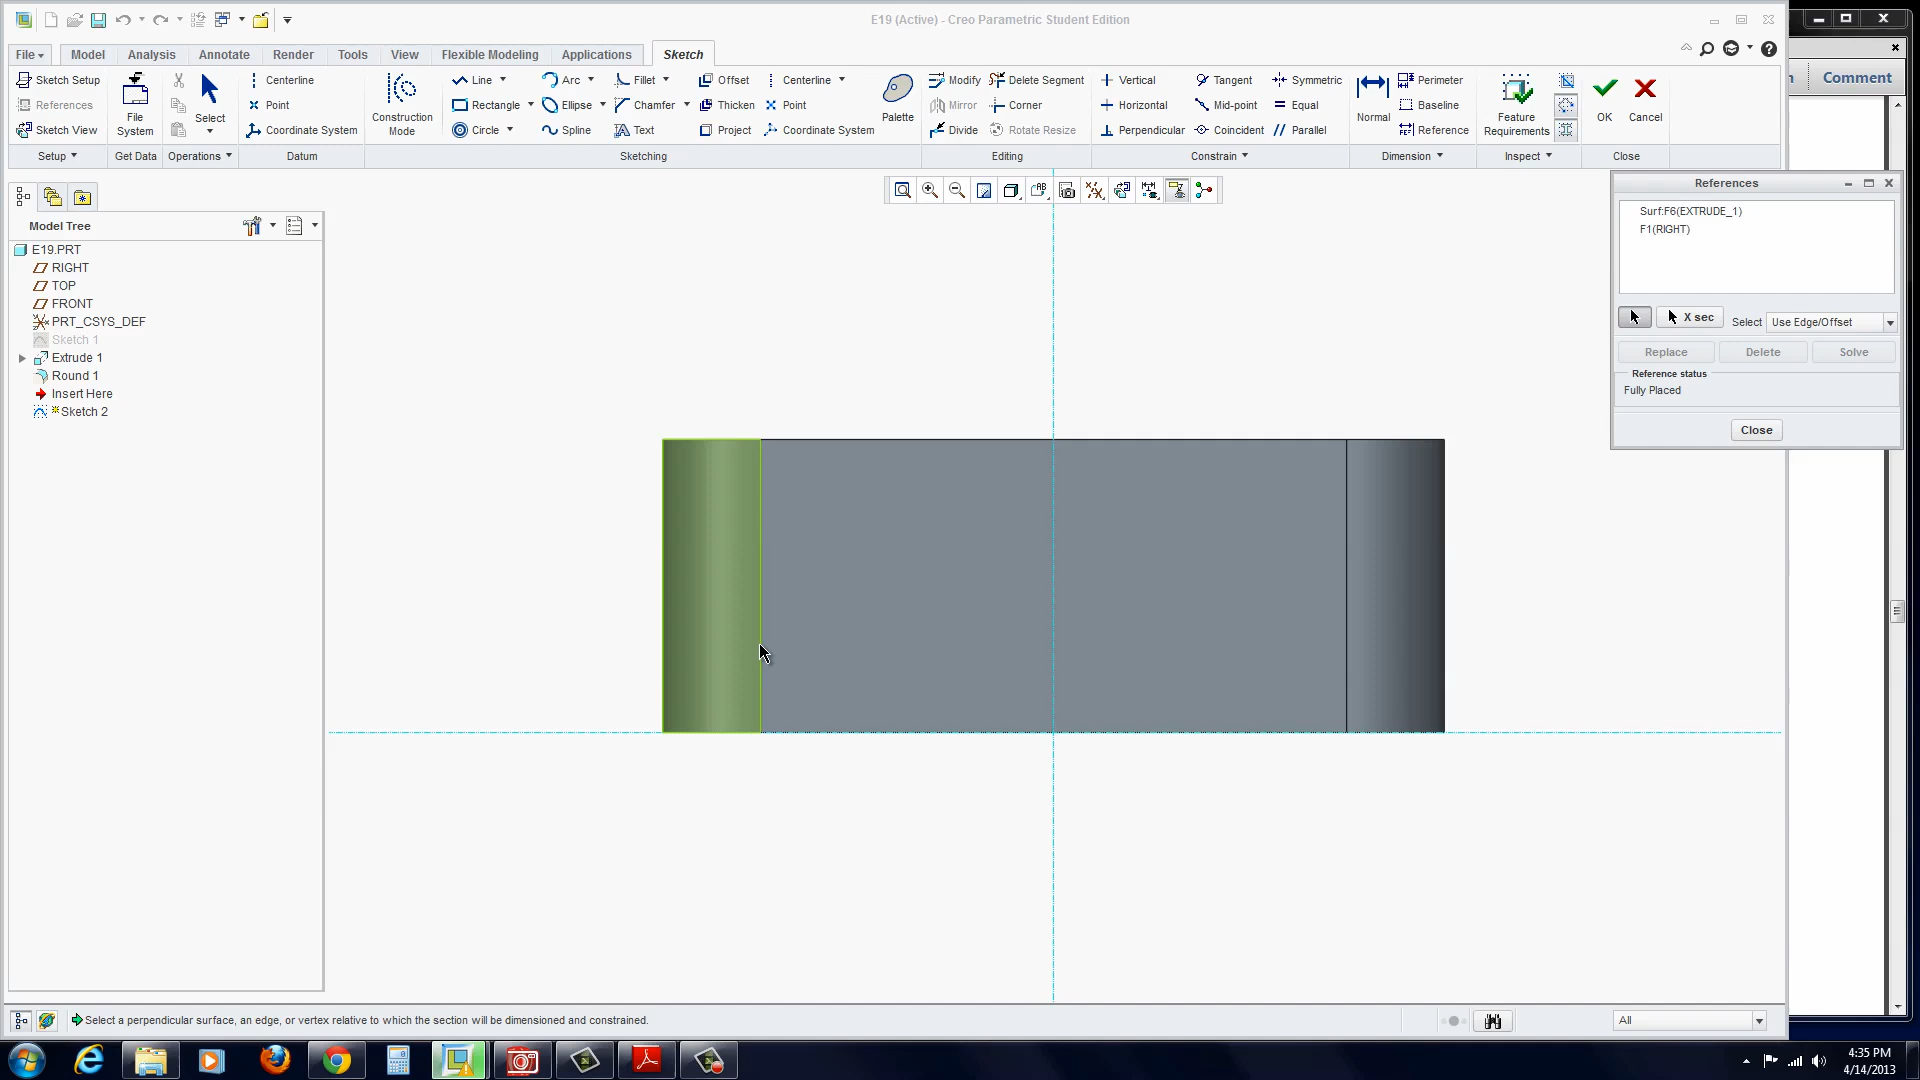 E19 (Active) - Creo Parametric Student Edition
File Model Analysis Annotate Render Tools View Flexible Modeling Applications Sketch
Sketch Setup
References
Sketch View
Setup
File System
Get Data
Select
Operations
Centerline
Point
Coordinate System
Datum
Construction Mode
Line Arc Fillet Offset Centerline
Rectangle Ellipse Chamfer Thicken Point
Circle Spline Text Project Coordinate System
Palette
Sketching
Modify Delete Segment
Mirror Corner
Divide Rotate Resize
Editing
Vertical Tangent Symmetric
Horizontal Mid-point Equal
Perpendicular Coincident Parallel
Constrain
Normal
Perimeter
Baseline
Reference
Dimension
Feature Requirements
Inspect
OK
Cancel
Close
Comment
Model Tree
E19.PRT
RIGHT
TOP
FRONT
PRT_CSYS_DEF
Sketch 1
Extrude 1
Round 1
Insert Here
Sketch 2
References
Surf:F6(EXTRUDE_1)
F1(RIGHT)
X sec Select Use Edge/Offset
Replace Delete Solve
Reference status
Fully Placed
Close
Select a perpendicular surface, an edge, or vertex relative to which the section will be dimensioned and constrained.
All
4:35 PM
4/14/2013